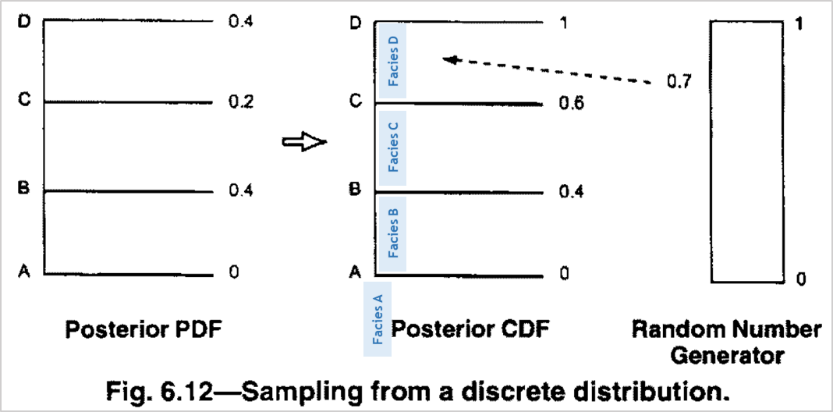 D 0.4
C 0.2
B 0.4
A 0
Posterior PDF
D 1
Facies D
C 0.6
Facies C
B 0.4
Facies B
A 0
Facies A
Posterior CDF
0.7
1
0
Random Number
Generator
Fig. 6.12—Sampling from a discrete distribution.